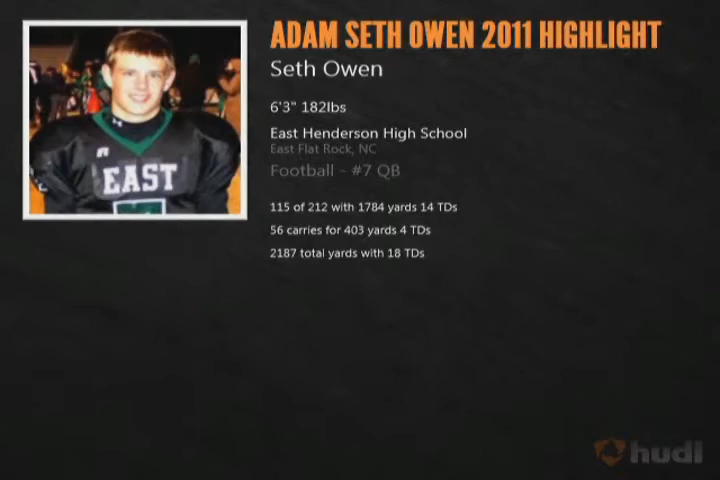 ADAM SETH OWEN 2011 HIGHLIGHT
Seth Owen
6'3" 182lbs
East Henderson High School
East Flat Rock, NC
Football - #7 QB
115 of 212 with 1784 yards 14 TDs
56 carries for 403 yards 4 TDs
2187 total yards with 18 TDs
EAST
hudl